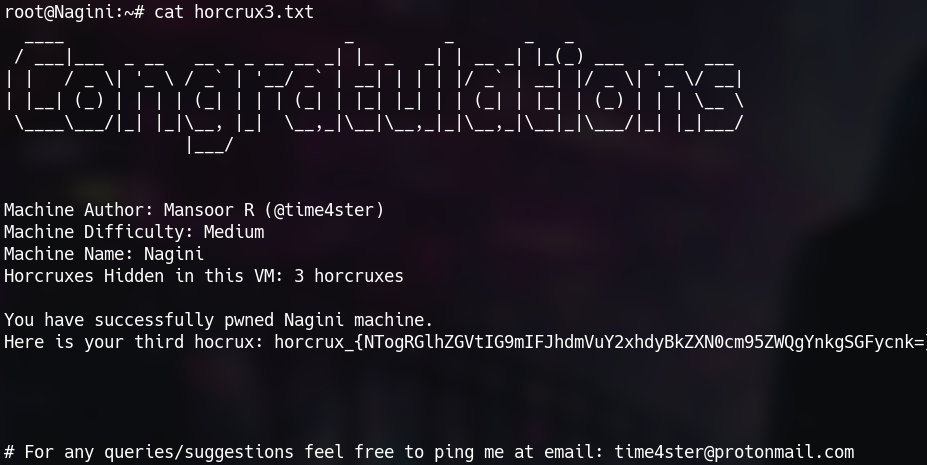 root@Nagini:~# cat horcrux3.txt
Congratulations
Machine Author: Mansoor R (@time4ster)
Machine Difficulty: Medium
Machine Name: Nagini
Horcruxes Hidden in this VM: 3 horcruxes
You have successfully pwned Nagini machine.
Here is your third hocrux: horcrux_{NTogRGlhZGVtIG9mIFJhdmVuY2xhdyBkZXN0cm95ZWQgYnkgSGFycnk=}
# For any queries/suggestions feel free to ping me at email: time4ster@protonmail.com